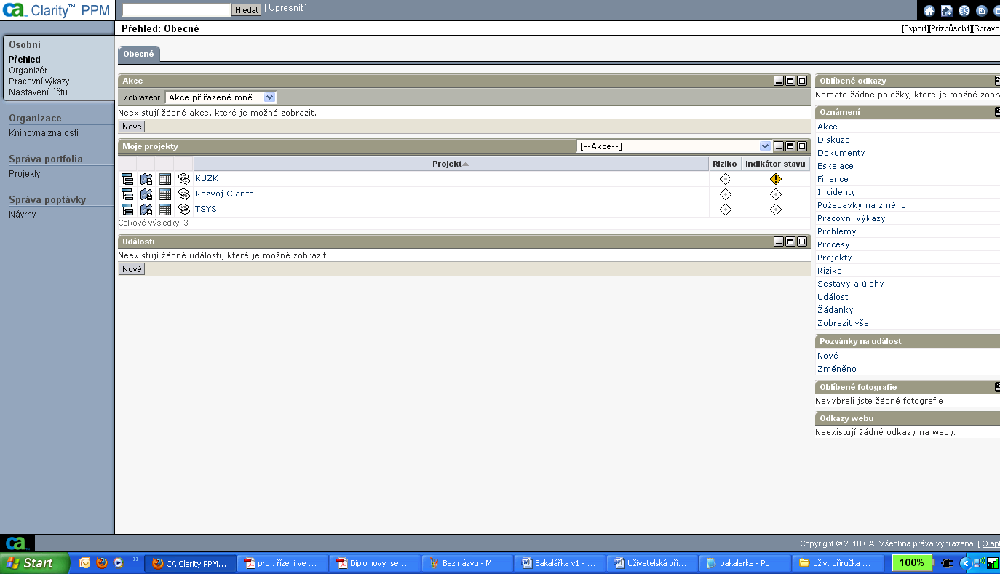 ca Clarity™ PPM
Hledat [ Upřesnit ]
Přehled: Obecné
[Export][Přizpůsobit][Spravo
Osobní
Přehled
Organizér
Pracovní výkazy
Nastavení účtu
Organizace
Knihovna znalostí
Správa portfolia
Projekty
Správa poptávky
Návrhy
Obecné
Akce
Zobrazení: Akce přiřazené mně
Neexistují žádné akce, které je možné zobrazit.
Nové
Moje projekty [--Akce--]
Projekt Riziko Indikátor stavu
KUZK
Rozvoj Clarita
TSYS
Celkové výsledky: 3
Události
Neexistují žádné události, které je možné zobrazit.
Nové
Oblíbené odkazy
Nemáte žádné položky, které je možné zobr
Oznámení
Akce
Diskuze
Dokumenty
Eskalace
Finance
Incidenty
Požadavky na změnu
Pracovní výkazy
Problémy
Procesy
Projekty
Rizika
Sestavy a úlohy
Události
Žádanky
Zobrazit vše
Pozvánky na událost
Nové
Změněno
Oblíbené fotografie
Nevybrali jste žádné fotografie.
Odkazy webu
Neexistují žádné odkazy na weby.
ca
Copyright © 2010 CA. Všechna práva vyhrazena. [ O apl
Start CA Clarity PPM... proj. řízení ve ... Diplomovy_se... Bez názvu - M... Bakalářka v1 - ... Uživatelská pří... bakalarka - Po... uživ. příručka ... 100%